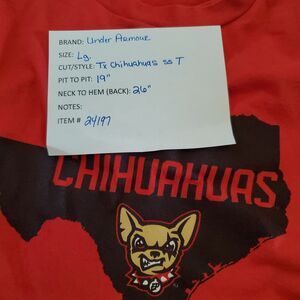 BRAND: Under Armour
SIZE: Lg.
CUT/STYLE: Tx Chihuahuas SS T
PIT TO PIT: 19"
NECK TO HEM (BACK): 26"
NOTES:
ITEM # 24197
CHIHUAHUAS